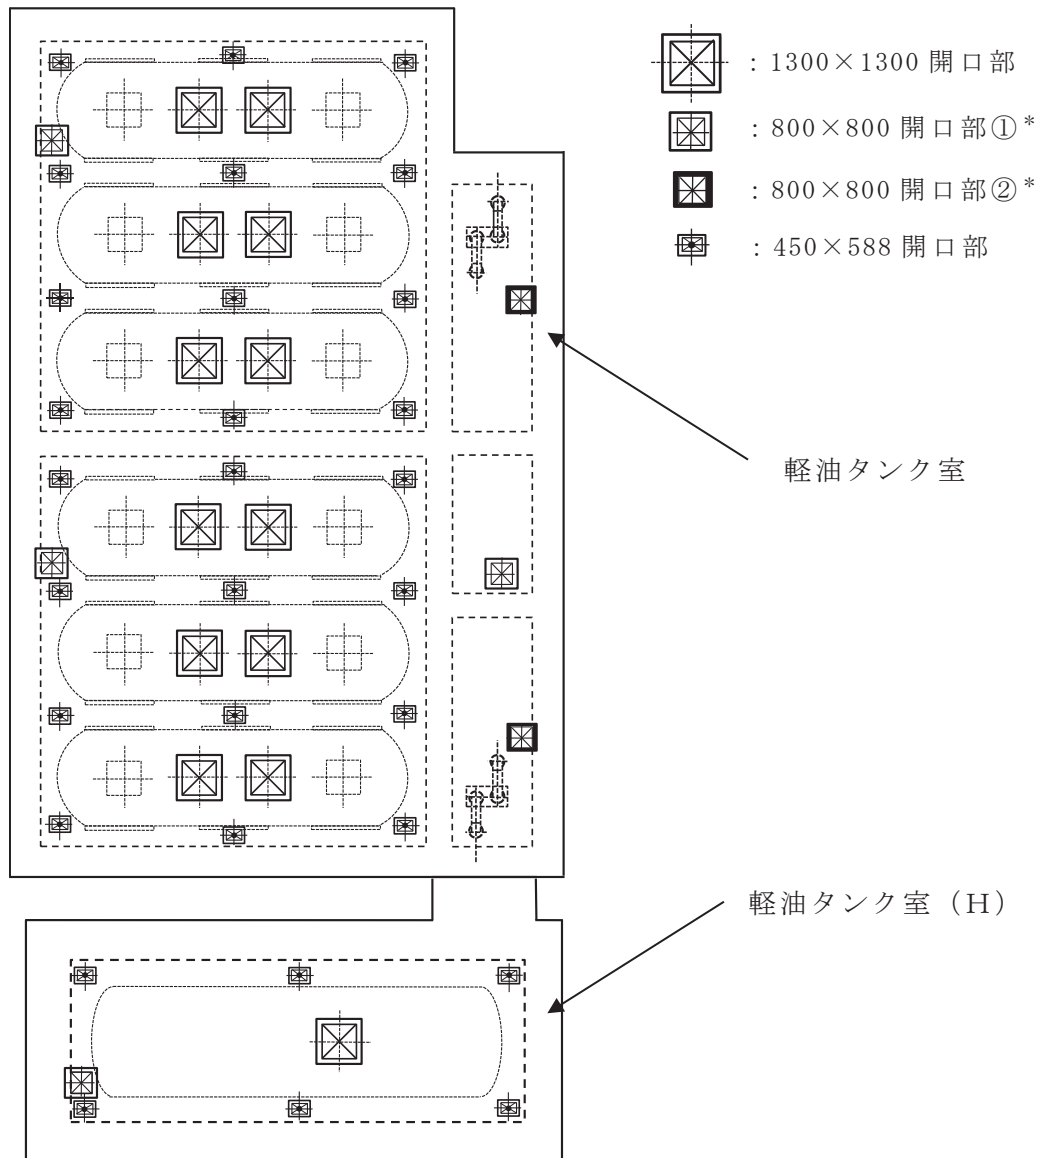 : 1300×1300 開口部
: 800×800 開口部①*
: 800×800 開口部②*
: 450×588 開口部
軽油タンク室
軽油タンク室（H）